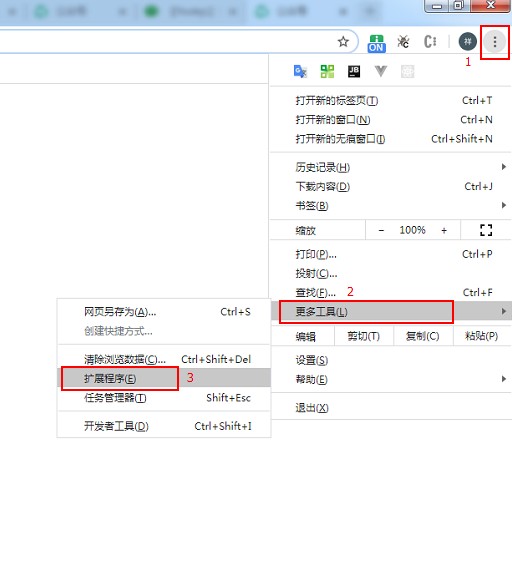 ON
祥
1
JB
打开新的标签页(T) Ctrl+T
打开新的窗口(N) Ctrl+N
打开新的无痕窗口(I) Ctrl+Shift+N
历史记录(H)
下载内容(D) Ctrl+J
书签(B)
缩放 − 100% +
打印(P)... Ctrl+P
投射(C)...
查找(F)... 2 Ctrl+F
网页另存为(A)... Ctrl+S
更多工具(L)
创建快捷方式...
编辑 剪切(T) 复制(C) 粘贴(P)
清除浏览数据(C)... Ctrl+Shift+Del
设置(S)
扩展程序(E) 3
帮助(E)
任务管理器(T) Shift+Esc
退出(X)
开发者工具(D) Ctrl+Shift+I